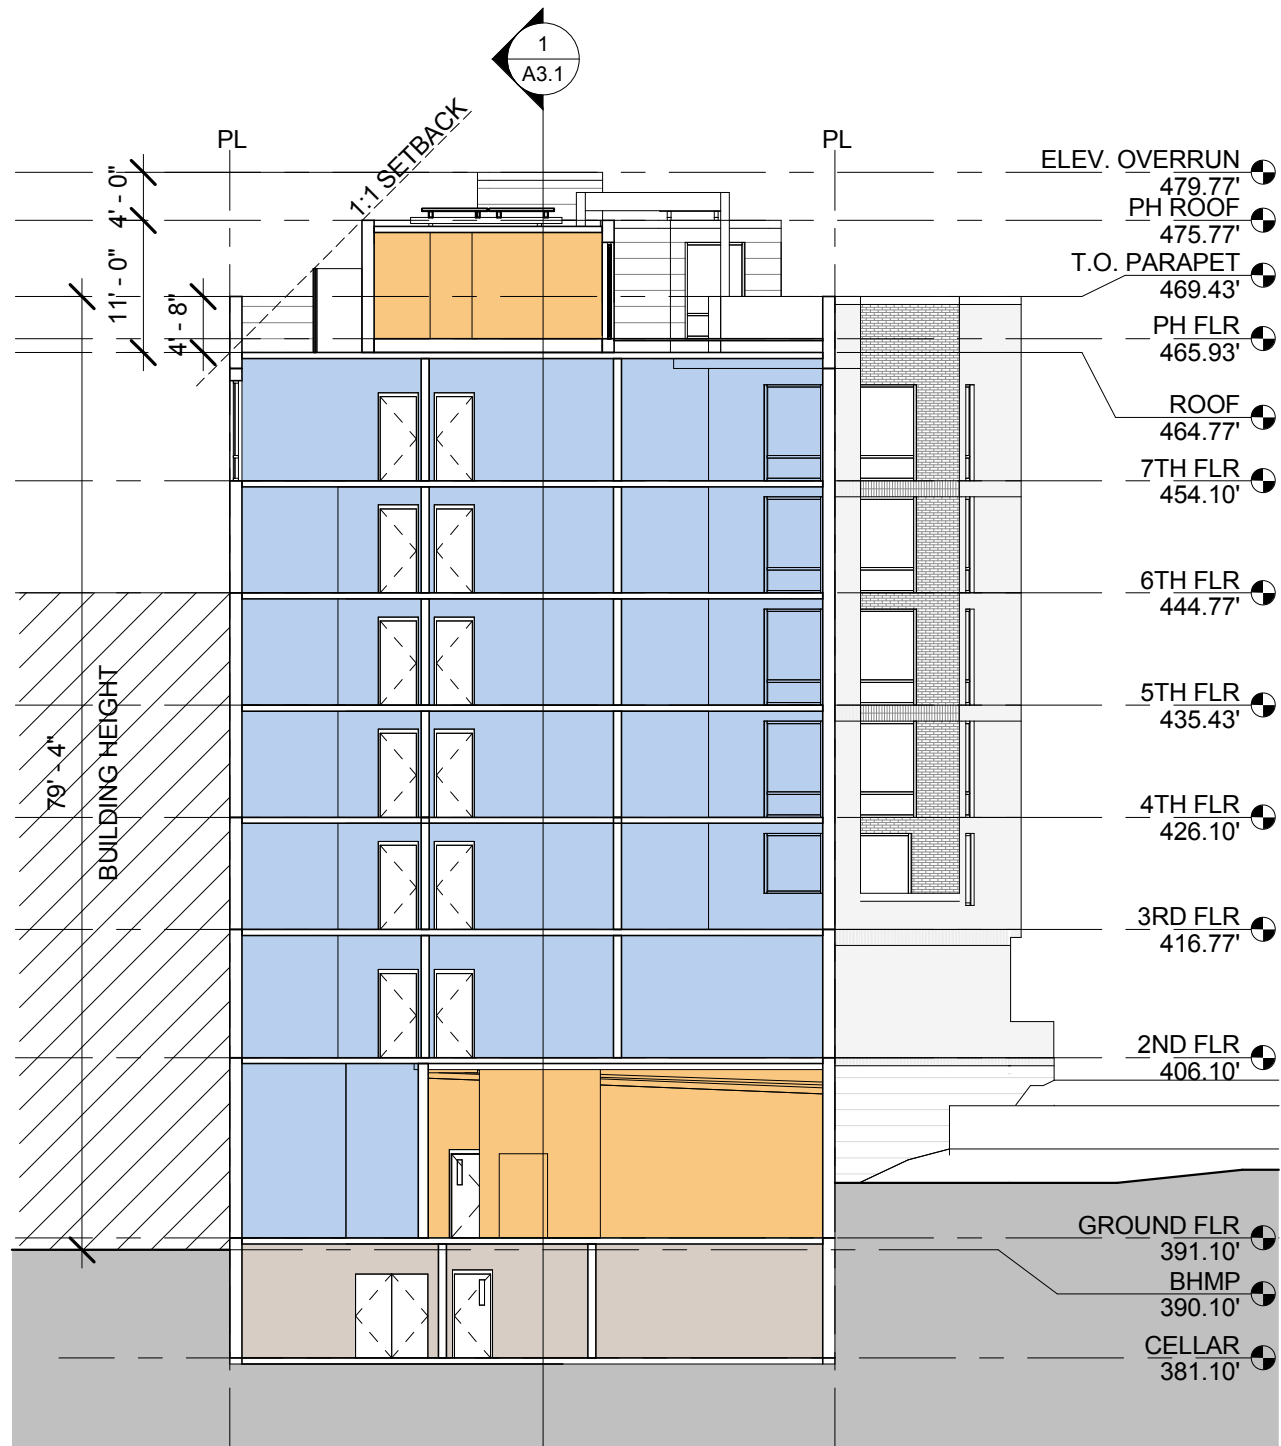 1
A3.1
PL
PL
1:1 SETBACK
4' - 0"
11' - 0"
4' - 8"
79' - 4"
BUILDING HEIGHT
ELEV. OVERRUN
479.77'
PH ROOF
475.77'
T.O. PARAPET
469.43'
PH FLR
465.93'
ROOF
464.77'
7TH FLR
454.10'
6TH FLR
444.77'
5TH FLR
435.43'
4TH FLR
426.10'
3RD FLR
416.77'
2ND FLR
406.10'
GROUND FLR
391.10'
BHMP
390.10'
CELLAR
381.10'